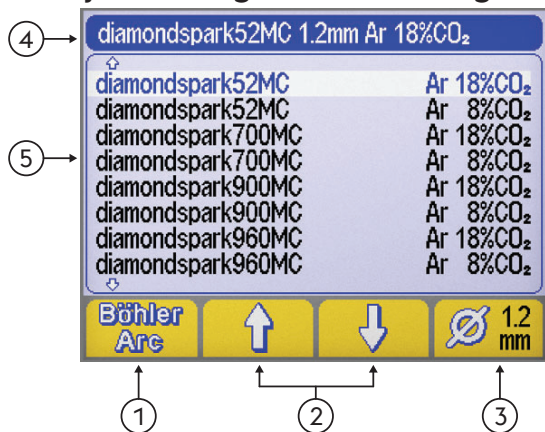 ④
diamondspark52MC 1.2mm Ar 18%CO₂
diamondspark52MC Ar 18%CO₂
diamondspark52MC Ar 8%CO₂
diamondspark700MC Ar 18%CO₂
⑤
diamondspark700MC Ar 8%CO₂
diamondspark900MC Ar 18%CO₂
diamondspark900MC Ar 8%CO₂
diamondspark960MC Ar 18%CO₂
diamondspark960MC Ar 8%CO₂
Böhler
Arc
Ø 1.2
mm
① ② ③